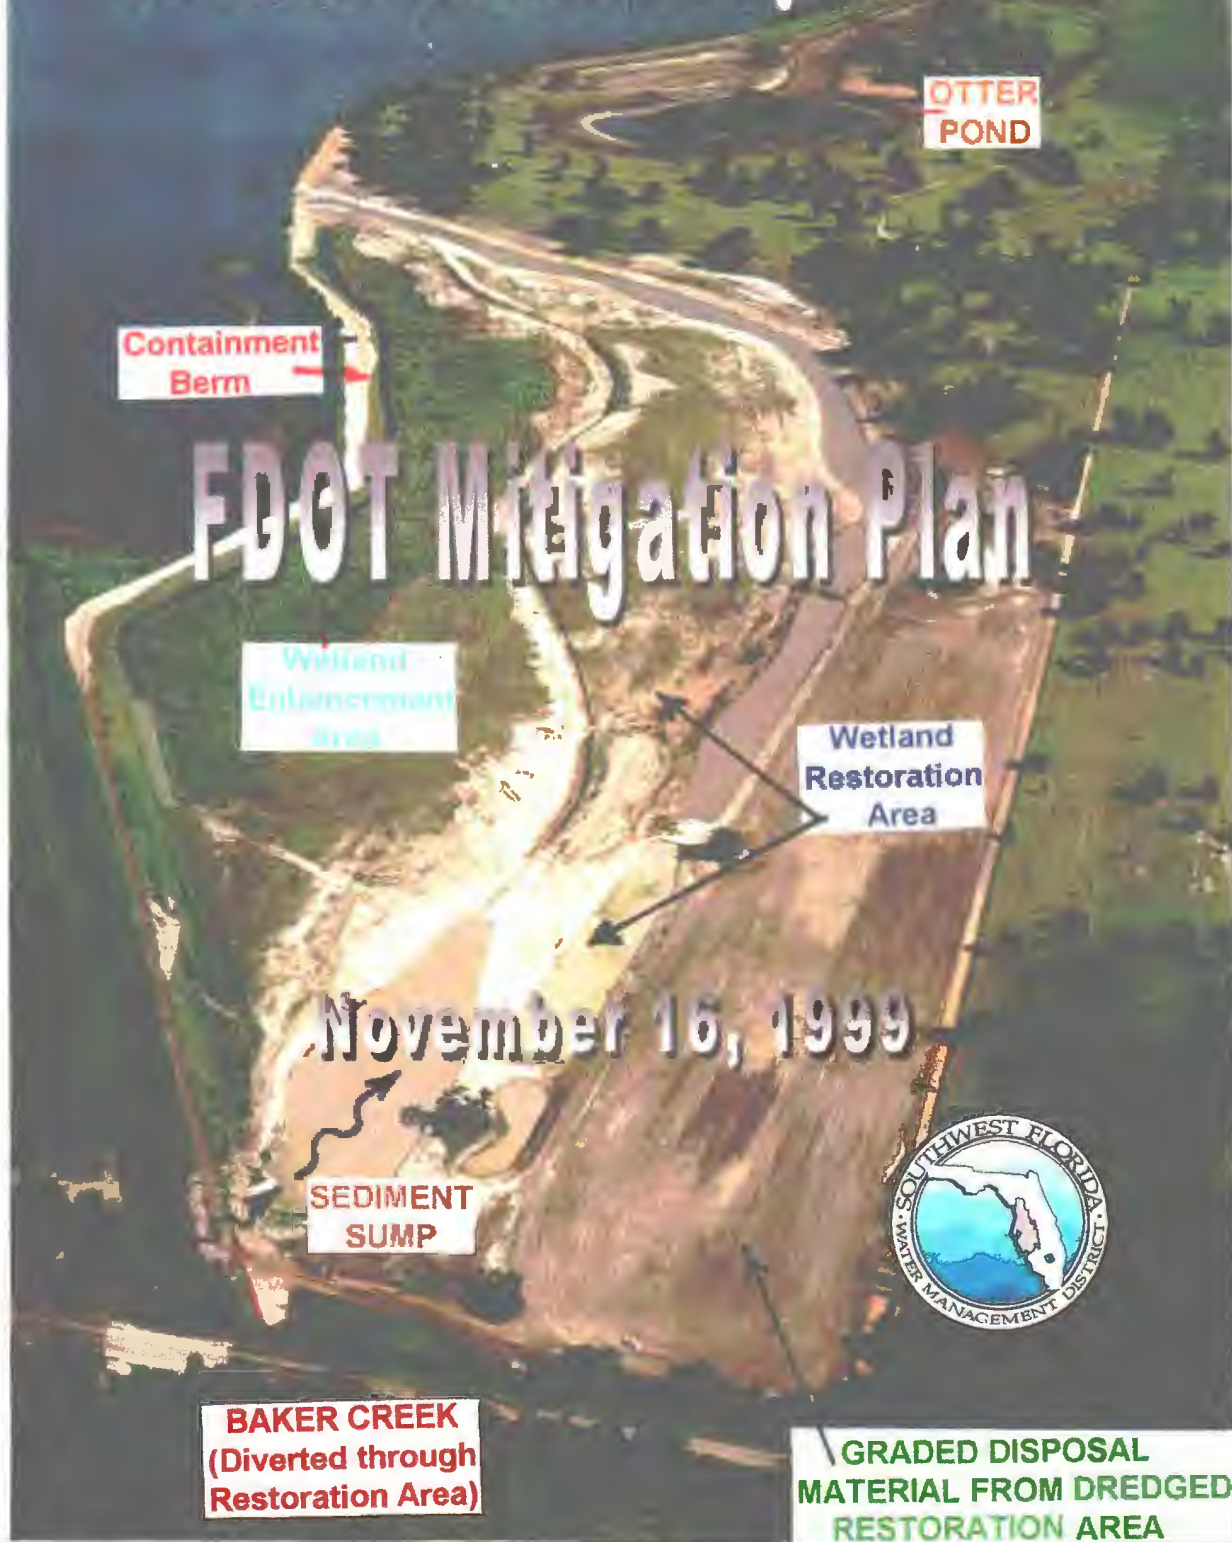 OTTER
POND
Containment
Berm
FDOT Mitigation Plan
Wetland
Enhancement
Area
Wetland
Restoration
Area
November 16, 1999
SEDIMENT
SUMP
SOUTHWEST FLORIDA
WATER MANAGEMENT DISTRICT
BAKER CREEK
(Diverted through
Restoration Area)
GRADED DISPOSAL
MATERIAL FROM DREDGED
RESTORATION AREA